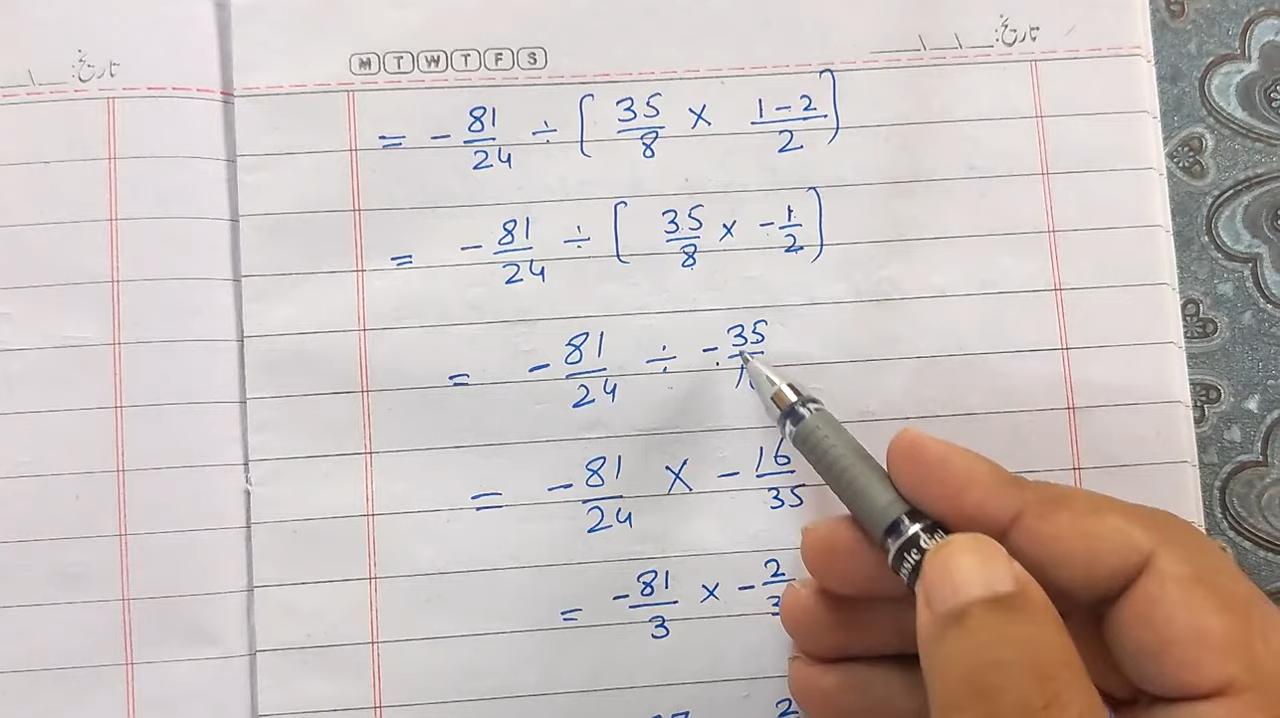 تاریخ: تاریخ:
M T W T F S
= - 81/24 ÷ [ 35/8 × 1-2/2 ]
= - 81/24 ÷ [ 35/8 × - 1/2 ]
= - 81/24 ÷ - 35/
= - 81/24 × - 16/35
= -81/3 × - 2/
2